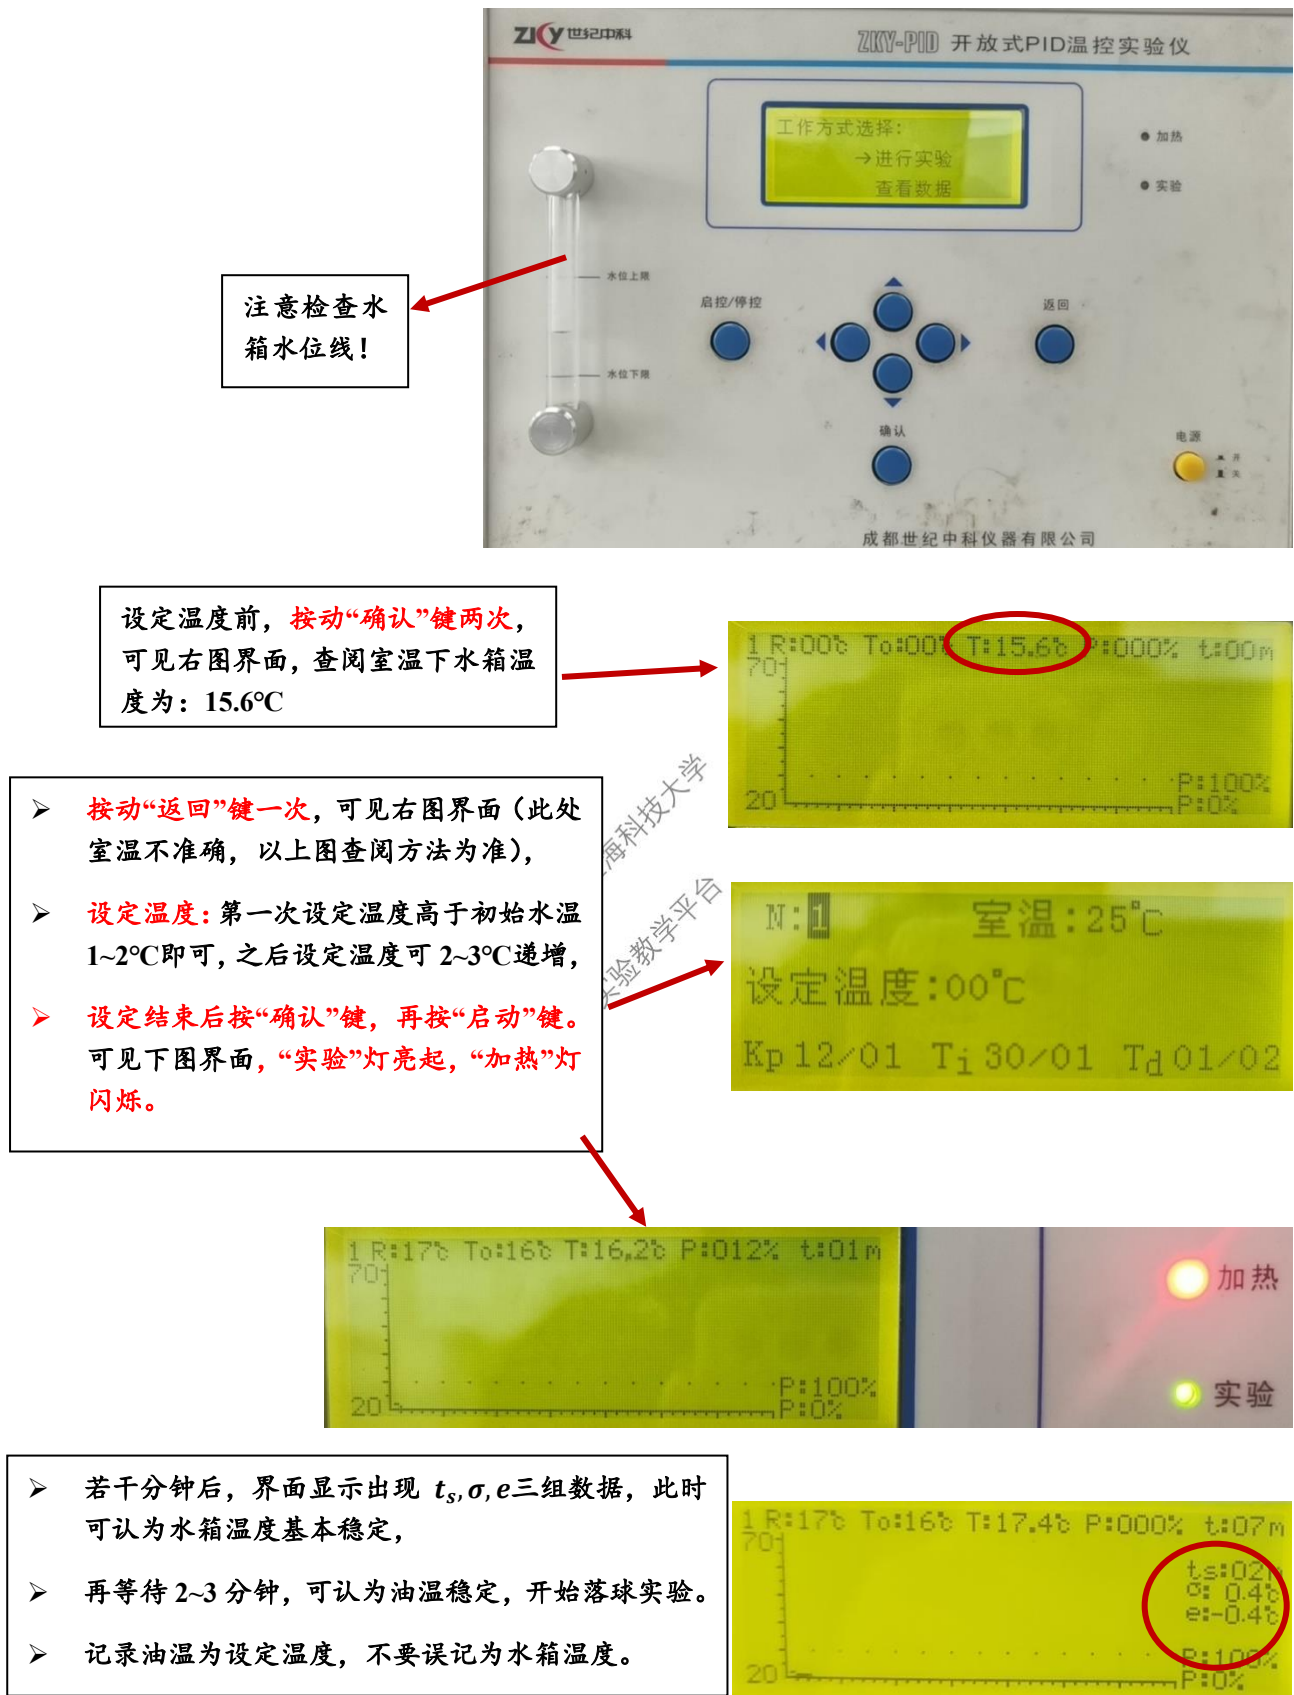 ZKY 世纪中科
ZKY-PID 开放式PID温控实验仪
工作方式选择:
→进行实验
查看数据
加热
实验
水位上限
水位下限
启控/停控
返回
确认
电源
开
关
成都世纪中科仪器有限公司
注意检查水
箱水位线！
设定温度前，按动“确认”键两次，
可见右图界面，查阅室温下水箱温
度为：15.6°C
1 R:00℃ To:00℃ T:15.6℃ P:000% t:00m
70
P:100%
20
P:0%
➢ 按动“返回”键一次，可见右图界面（此处
室温不准确，以上图查阅方法为准），
➢ 设定温度：第一次设定温度高于初始水温
1~2°C即可，之后设定温度可 2~3°C递增，
➢ 设定结束后按“确认”键，再按“启动”键。
可见下图界面，“实验”灯亮起，“加热”灯
闪烁。
海科技大学
实验教学平台
N:1 室温:25°C
设定温度:00°C
Kp 12/01 Ti 30/01 Td 01/02
1 R:17℃ To:16℃ T:16.2℃ P:012% t:01m
70
P:100%
20
P:0%
加热
实验
➢ 若干分钟后，界面显示出现 ts, σ, e三组数据，此时
可认为水箱温度基本稳定，
➢ 再等待 2~3 分钟，可认为油温稳定，开始落球实验。
➢ 记录油温为设定温度，不要误记为水箱温度。
1 R:17℃ To:16℃ T:17.4℃ P:000% t:07m
70
ts:02m
σ: 0.4℃
e:-0.4℃
P:100%
20
P:0%